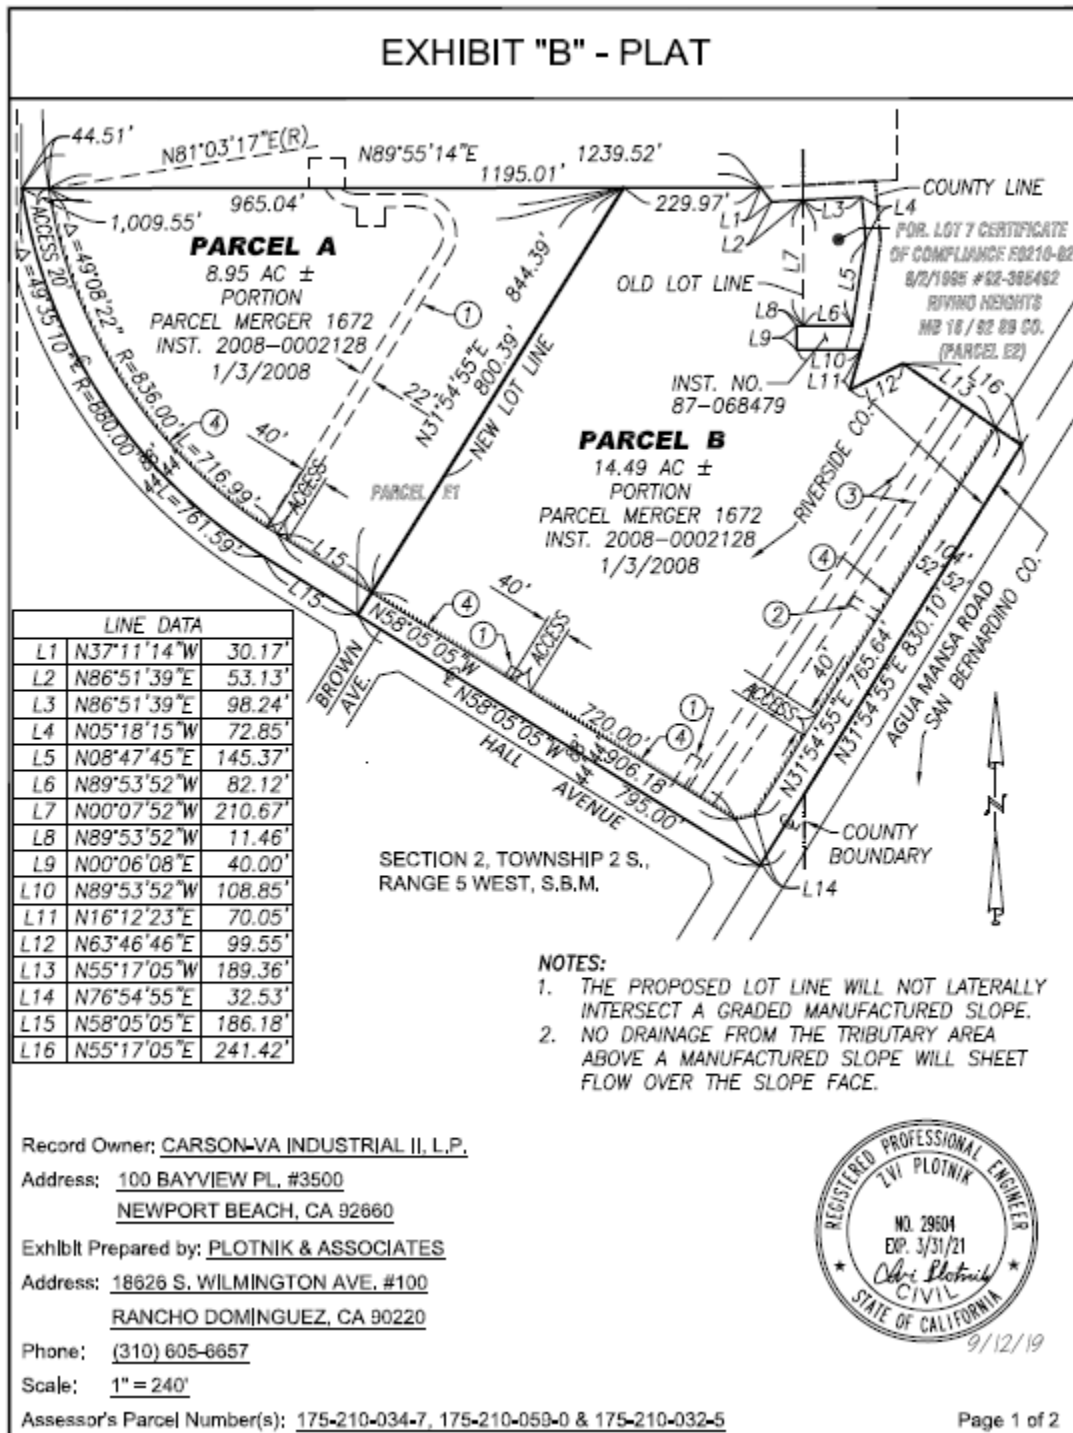 EXHIBIT "B" - PLAT
44.51'
N81°03'17"E(R)
N89°55'14"E
1239.52'
1195.01'
965.04'
229.97'
1,009.55'
COUNTY LINE
L1
L2
L3
L4
ACCESS 20'
PARCEL A
8.95 AC ±
PORTION
PARCEL MERGER 1672
INST. 2008-0002128
1/3/2008
844.39'
N31°54'55"E
800.39'
NEW LOT LINE
1
22'
OLD LOT LINE
L7
L5
L8
L6
L9
L10
L11
L12
L13
L16
POR. LOT 7 CERTIFICATE
OF COMPLIANCE
RIVINO HEIGHTS
(PARCEL E2)
INST. NO.
87-068479
Δ=49°08'22" R=836.00' L=716.99'
Δ=49°35'10" R=880.00' L=761.59'
4
40'
ACCESS
PARCEL E1
PARCEL B
14.49 AC ±
PORTION
PARCEL MERGER 1672
INST. 2008-0002128
1/3/2008
RIVERSIDE CO.
3
4
2
104'
52' 52'
L15
L15
40'
ACCESS
4
1
N58°05'05"W
720.00'
N58°05'05"W 906.18'
795.00'
44'
BROWN
AVE.
HALL
AVENUE
1
4
40'
ACCESS
N31°54'55"E 765.64'
N31°54'55"E 830.10'
AGUA MANSA ROAD
SAN BERNARDINO CO.
COUNTY
BOUNDARY
L14
N
LINE DATA
L1 N37°11'14"W 30.17'
L2 N86°51'39"E 53.13'
L3 N86°51'39"E 98.24'
L4 N05°18'15"W 72.85'
L5 N08°47'45"E 145.37'
L6 N89°53'52"W 82.12'
L7 N00°07'52"W 210.67'
L8 N89°53'52"W 11.46'
L9 N00°06'08"E 40.00'
L10 N89°53'52"W 108.85'
L11 N16°12'23"E 70.05'
L12 N63°46'46"E 99.55'
L13 N55°17'05"W 189.36'
L14 N76°54'55"E 32.53'
L15 N58°05'05"E 186.18'
L16 N55°17'05"E 241.42'
SECTION 2, TOWNSHIP 2 S.,
RANGE 5 WEST, S.B.M.
NOTES:
1. THE PROPOSED LOT LINE WILL NOT LATERALLY
INTERSECT A GRADED MANUFACTURED SLOPE.
2. NO DRAINAGE FROM THE TRIBUTARY AREA
ABOVE A MANUFACTURED SLOPE WILL SHEET
FLOW OVER THE SLOPE FACE.
Record Owner: CARSON-VA INDUSTRIAL II, L.P.
Address: 100 BAYVIEW PL, #3500
NEWPORT BEACH, CA 92660
Exhibit Prepared by: PLOTNIK & ASSOCIATES
Address: 18626 S. WILMINGTON AVE. #100
RANCHO DOMINGUEZ, CA 90220
Phone: (310) 605-6657
Scale: 1" = 240'
Assessor's Parcel Number(s): 175-210-034-7, 175-210-059-0 & 175-210-032-5
REGISTERED PROFESSIONAL ENGINEER
ZVI PLOTNIK
NO. 29604
EXP. 3/31/21
Zvi Plotnik
CIVIL
STATE OF CALIFORNIA
9/12/19
Page 1 of 2